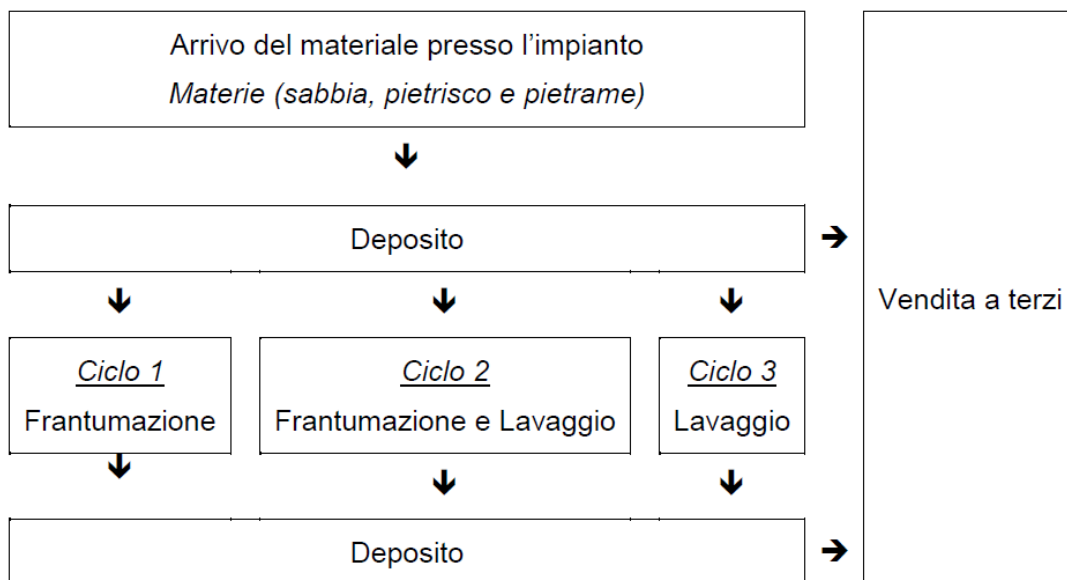 Arrivo del materiale presso l'impianto
Materie (sabbia, pietrisco e pietrame)
Deposito
Vendita a terzi
Ciclo 1
Frantumazione
Ciclo 2
Frantumazione e Lavaggio
Ciclo 3
Lavaggio
Deposito